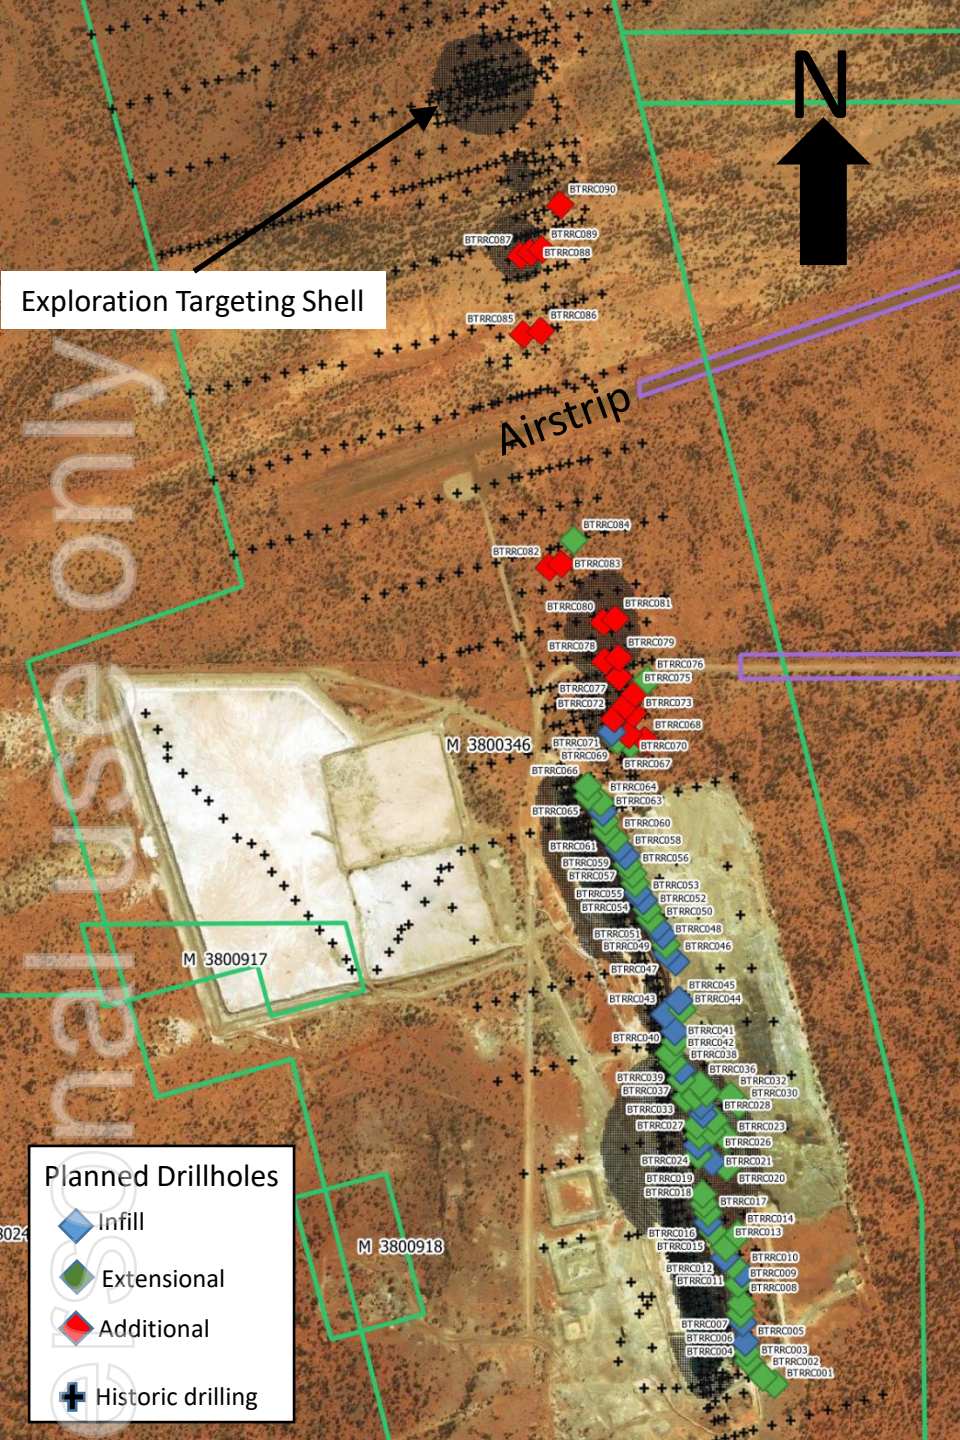 N
BTRRC090
BTRRC087
BTRRC089
BTRRC088
Exploration Targeting Shell
BTRRC085
BTRRC086
Airstrip
BTRRC084
BTRRC082
BTRRC083
BTRRC080
BTRRC081
BTRRC078
BTRRC079
BTRRC076
BTRRC075
BTRRC077
BTRRC072
BTRRC073
BTRRC068
BTRRC071
BTRRC070
BTRRC069
BTRRC067
M 3800346
BTRRC066
BTRRC064
BTRRC063
BTRRC065
BTRRC060
BTRRC058
BTRRC061
BTRRC056
BTRRC059
BTRRC057
BTRRC053
BTRRC055
BTRRC052
BTRRC054
BTRRC050
BTRRC051
BTRRC048
BTRRC049
BTRRC046
M 3800917
BTRRC047
BTRRC045
BTRRC043
BTRRC044
BTRRC041
BTRRC040
BTRRC042
BTRRC038
BTRRC036
BTRRC039
BTRRC032
BTRRC037
BTRRC030
BTRRC033
BTRRC028
BTRRC027
BTRRC023
BTRRC026
BTRRC024
BTRRC021
BTRRC019
BTRRC020
BTRRC018
BTRRC017
BTRRC014
BTRRC016
BTRRC013
BTRRC015
BTRRC010
BTRRC012
BTRRC009
BTRRC011
BTRRC008
BTRRC007
BTRRC005
BTRRC006
BTRRC004
BTRRC003
BTRRC002
BTRRC001
M 3800918
8024
Planned Drillholes
Infill
Extensional
Additional
Historic drilling
ersonal use only